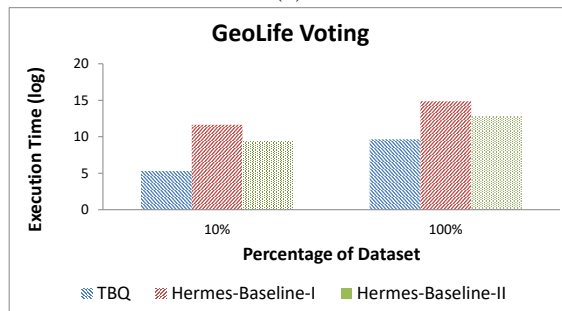 GeoLife Voting
20
15
10
5
0
Execution Time (log)
10%
100%
Percentage of Dataset
TBQ
Hermes-Baseline-I
Hermes-Baseline-II